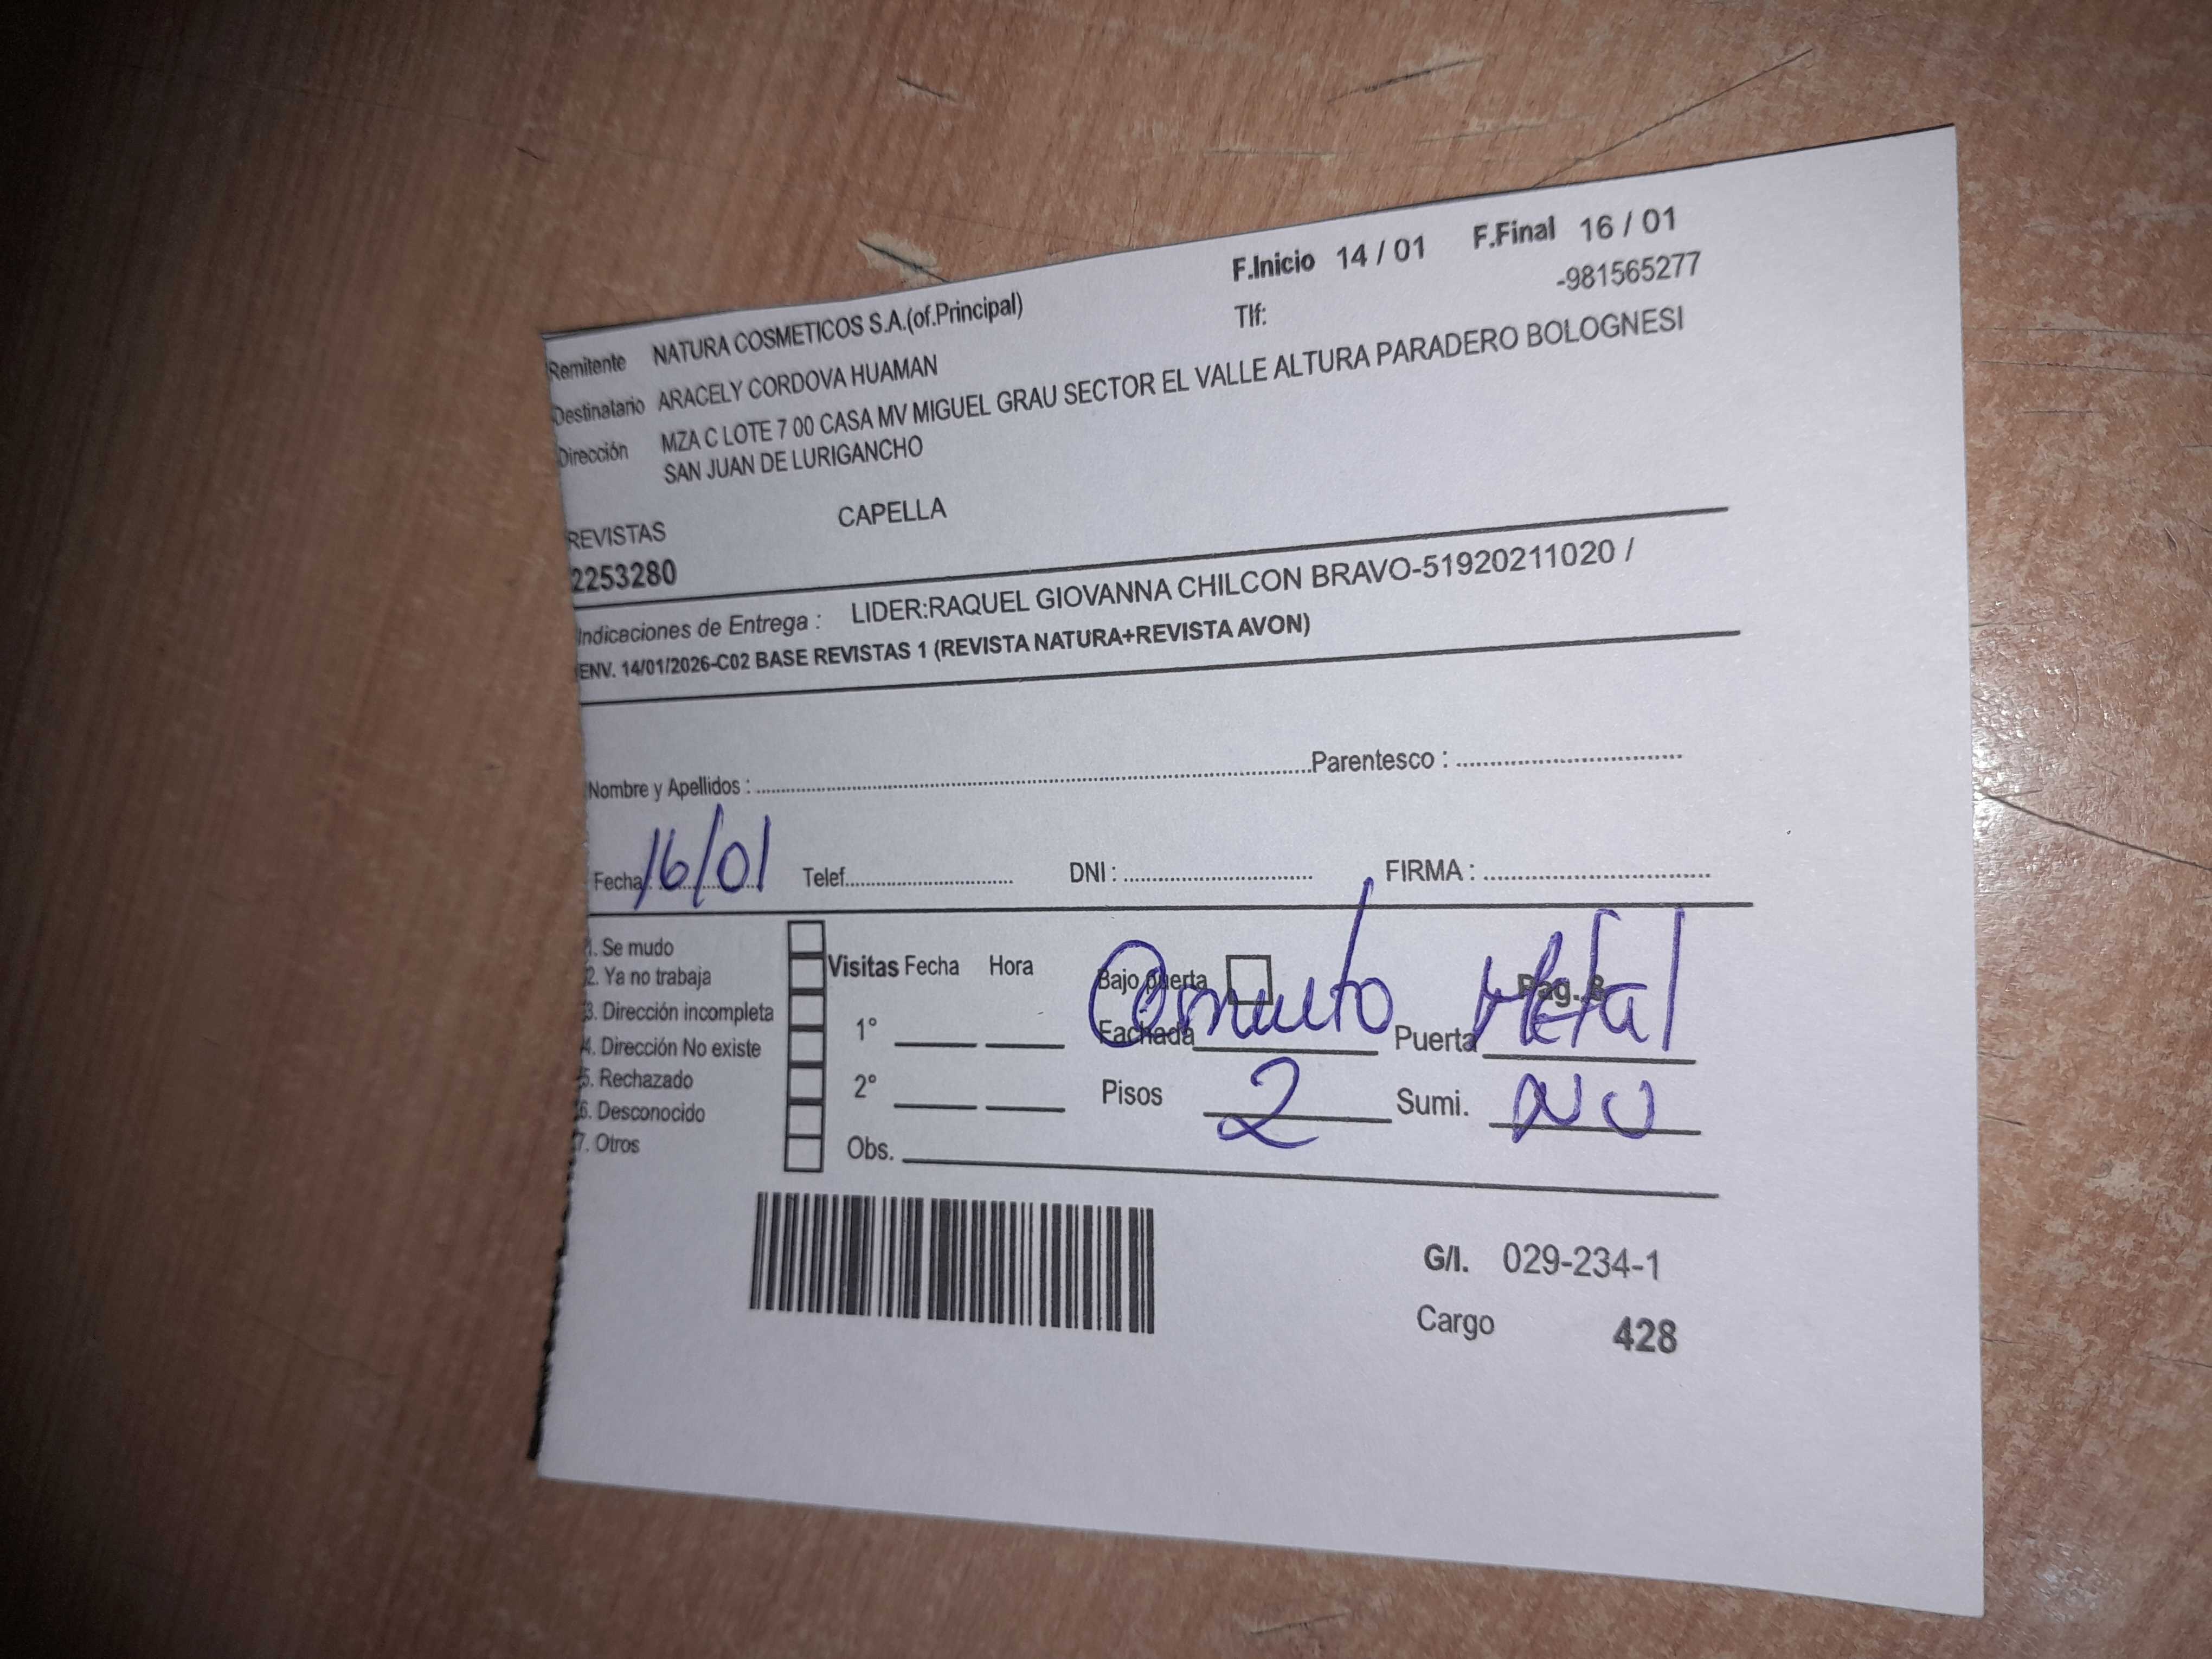 F.Inicio 14 / 01 F.Final 16 / 01
Remitente NATURA COSMETICOS S.A.(of.Principal) Tlf: -981565277
Destinatario ARACELY CORDOVA HUAMAN
Dirección MZA C LOTE 7 00 CASA MV MIGUEL GRAU SECTOR EL VALLE ALTURA PARADERO BOLOGNESI
SAN JUAN DE LURIGANCHO
REVISTAS CAPELLA
2253280
Indicaciones de Entrega : LIDER:RAQUEL GIOVANNA CHILCON BRAVO-51920211020 /
ENV. 14/01/2026-C02 BASE REVISTAS 1 (REVISTA NATURA+REVISTA AVON)
Nombre y Apellidos : Parentesco :
Fecha 16/01 Telef. DNI : FIRMA :
1. Se mudo
2. Ya no trabaja
3. Dirección incompleta
4. Dirección No existe
5. Rechazado
6. Desconocido
7. Otros
Visitas Fecha Hora
1°
2°
Obs.
Bajo puerta Pag.
Fachada Puerta Metal
Pisos 2 Sumi. NO
G/I. 029-234-1
Cargo 428